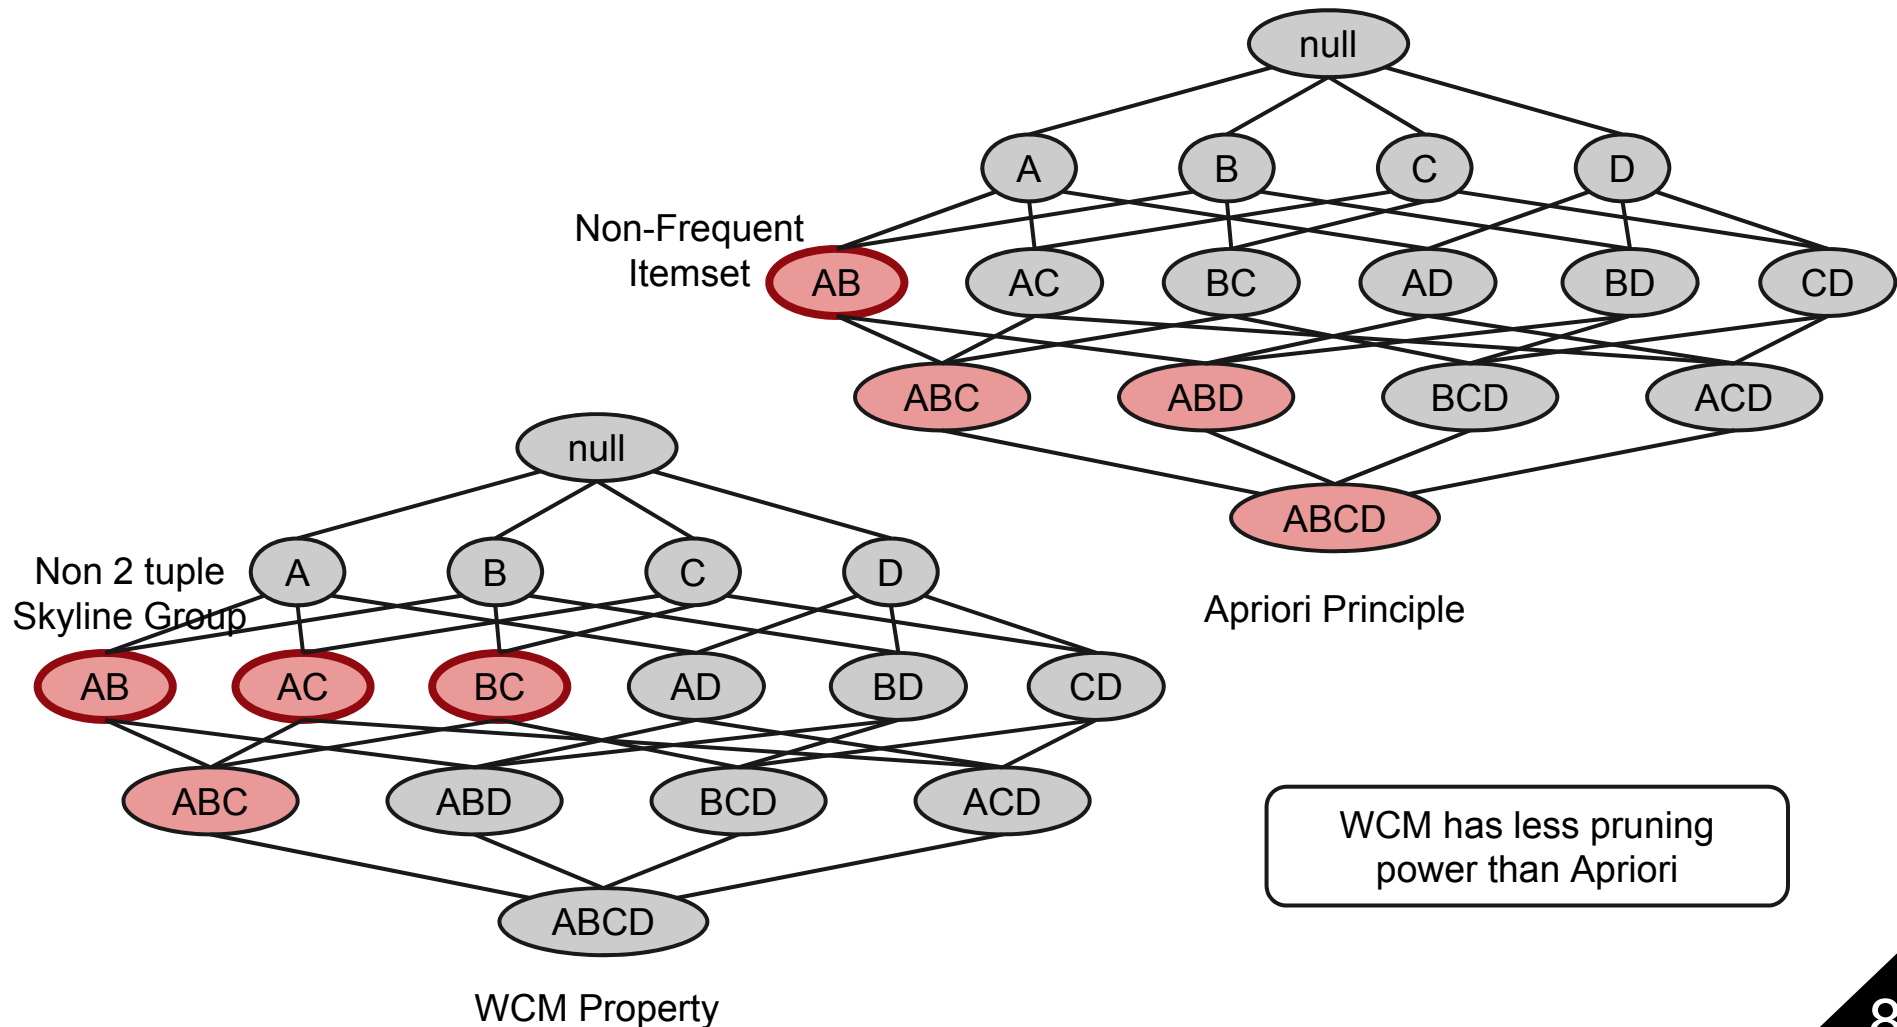 null
A B C D
Non-Frequent
Itemset
AB AC BC AD BD CD
ABC ABD BCD ACD
ABCD
Apriori Principle
null
A B C D
Non 2 tuple
Skyline Group
AB AC BC AD BD CD
ABC ABD BCD ACD
ABCD
WCM Property
WCM has less pruning
power than Apriori
8